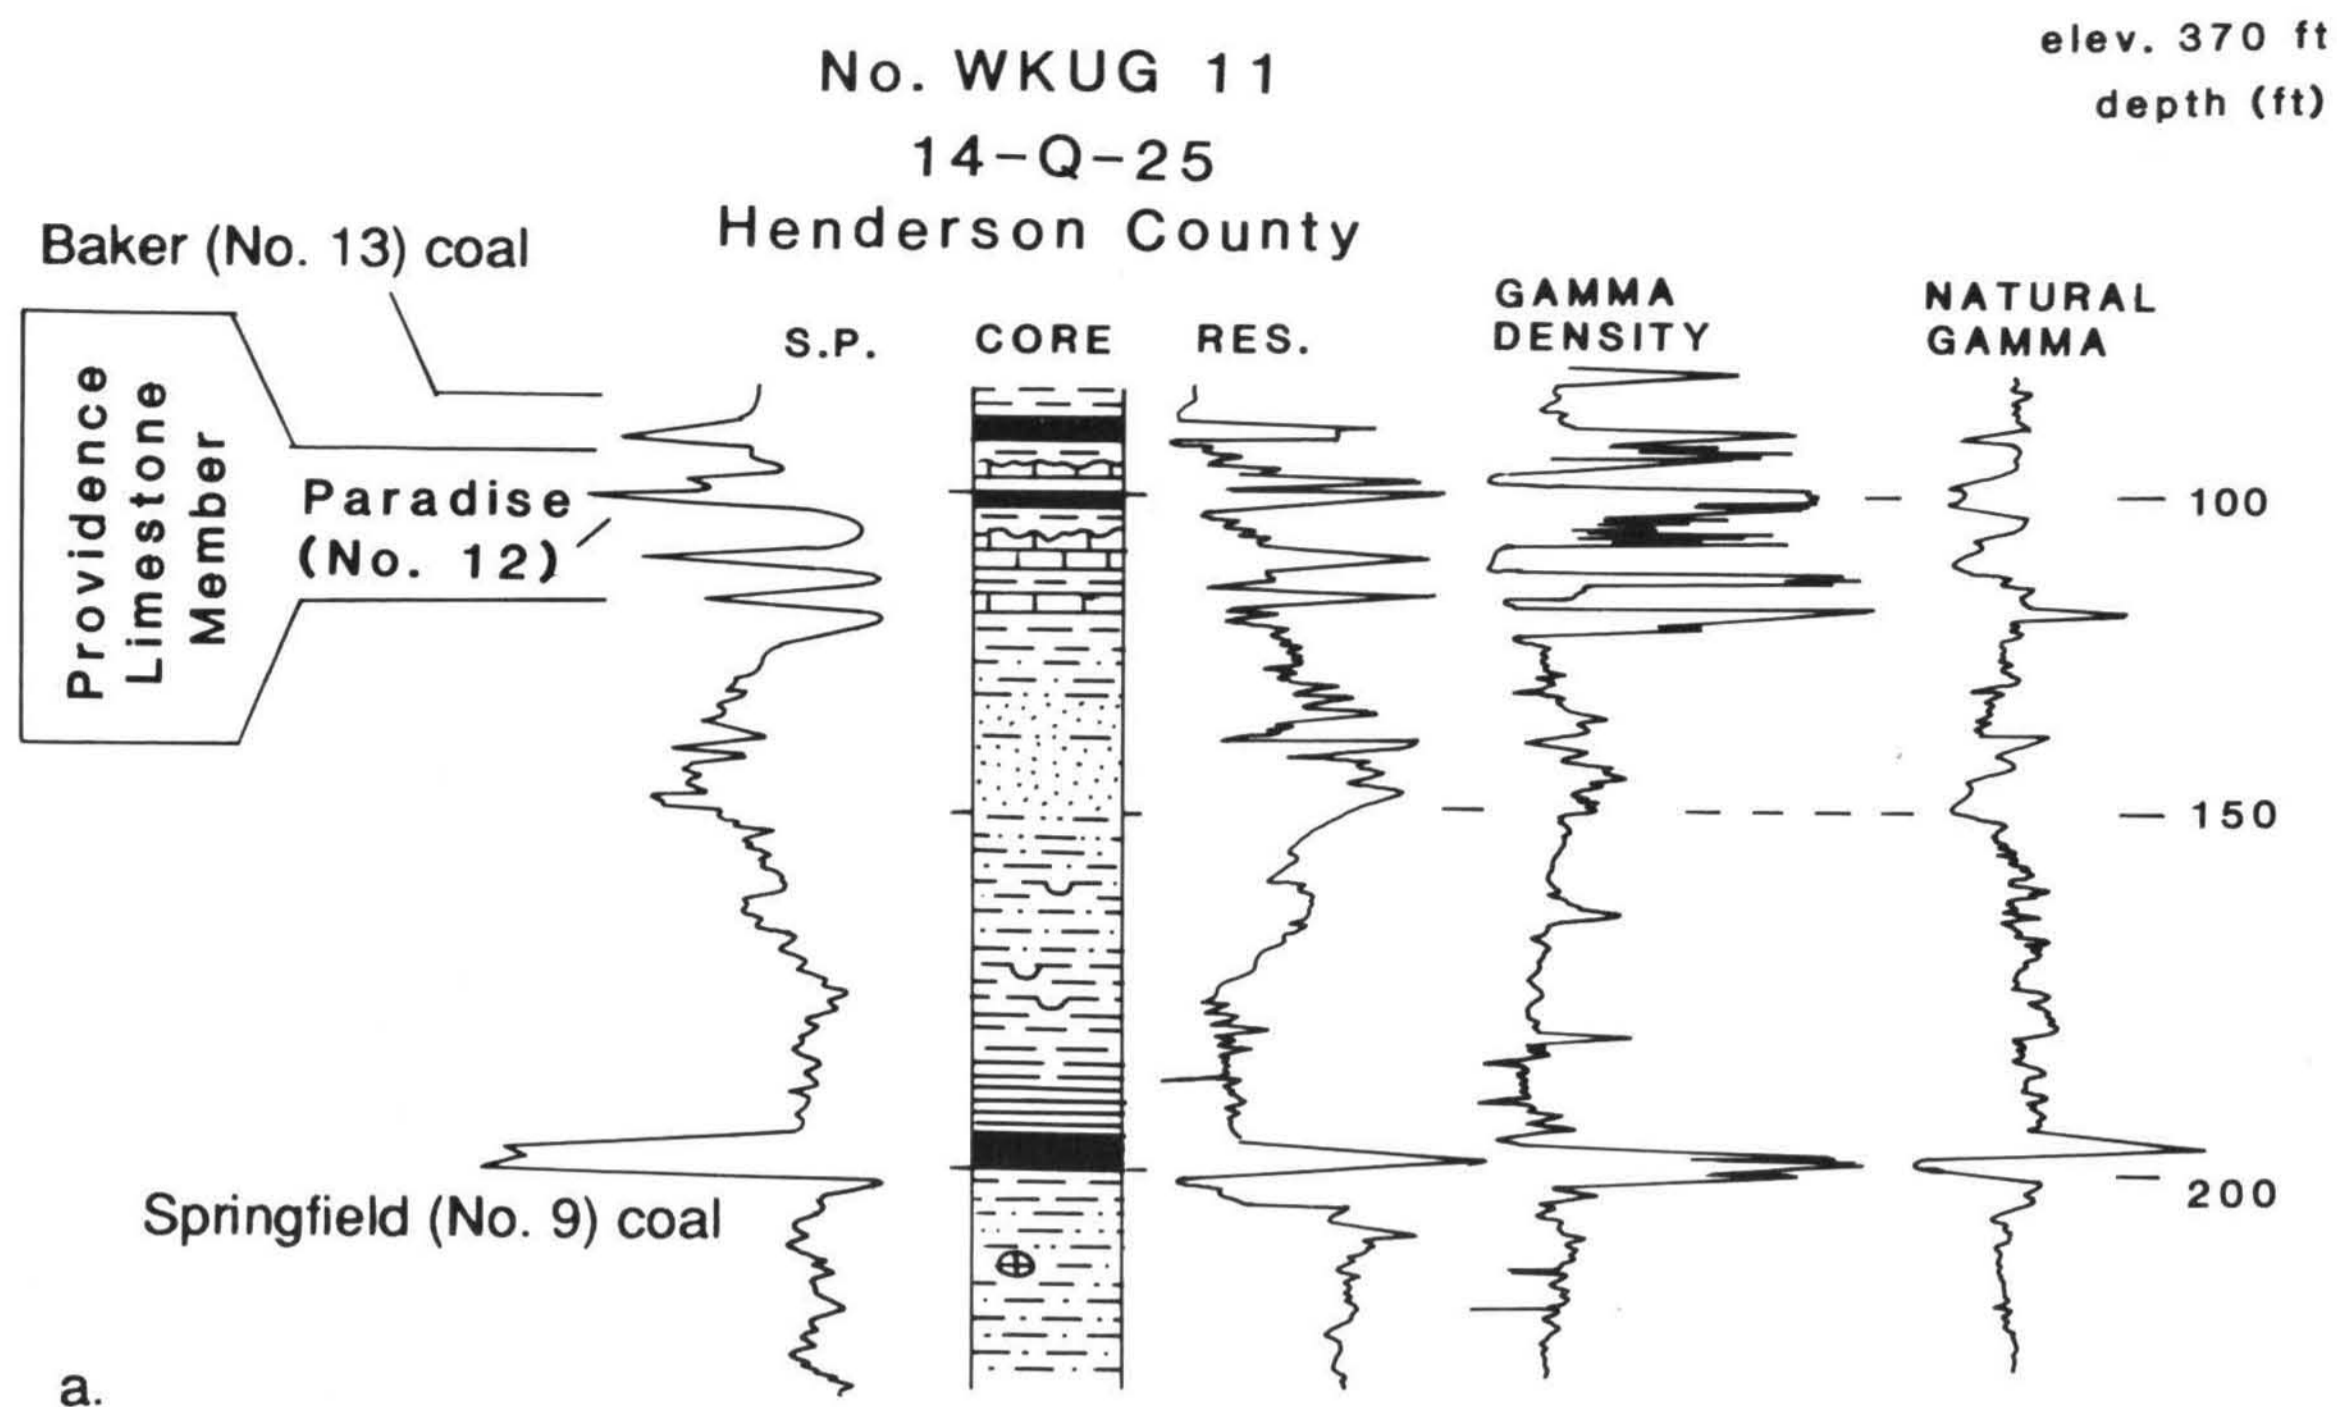 No. WKUG 11
14-Q-25
Henderson County
elev. 370 ft
depth (ft)
Baker (No. 13) coal
Providence
Limestone
Member
Paradise
(No. 12)
S.P.
CORE
RES.
GAMMA
DENSITY
NATURAL
GAMMA
100
150
200
Springfield (No. 9) coal
a.